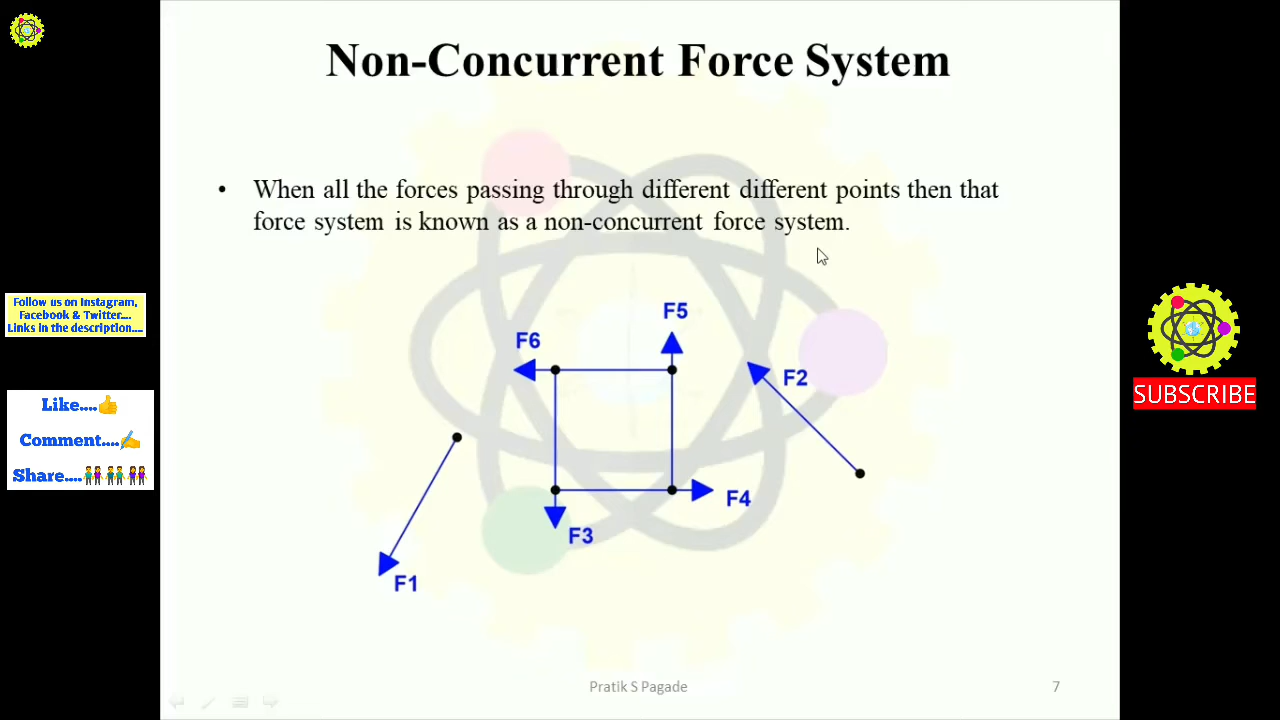 Non-Concurrent Force System
• When all the forces passing through different different points then that
force system is known as a non-concurrent force system.
Follow us on Instagram,
Facebook & Twitter....
Links in the description....
Like....👍
Comment....✍
Share....👫👬👭
F5
F6
F2
F4
F3
F1
SUBSCRIBE
Pratik S Pagade
7